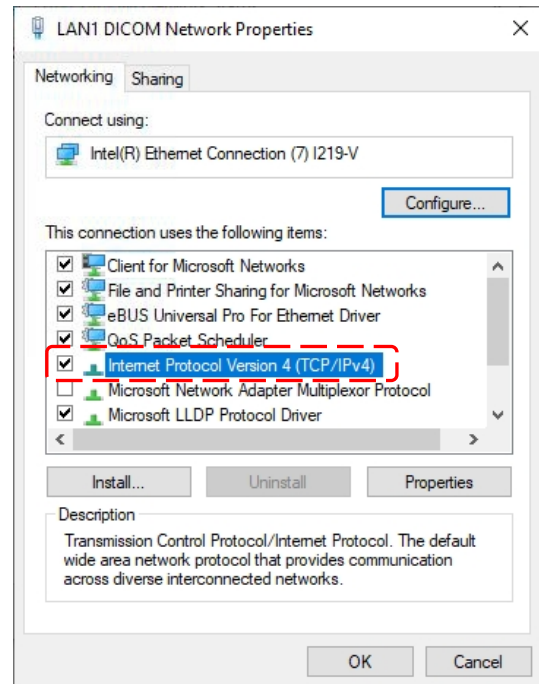 LAN1 DICOM Network Properties
Networking
Sharing
Connect using:
Intel(R) Ethernet Connection (7) I219-V
Configure...
This connection uses the following items:
Client for Microsoft Networks
File and Printer Sharing for Microsoft Networks
eBUS Universal Pro For Ethernet Driver
QoS Packet Scheduler
Internet Protocol Version 4 (TCP/IPv4)
Microsoft Network Adapter Multiplexor Protocol
Microsoft LLDP Protocol Driver
Install...
Uninstall
Properties
Description
Transmission Control Protocol/Internet Protocol. The default
wide area network protocol that provides communication
across diverse interconnected networks.
OK
Cancel